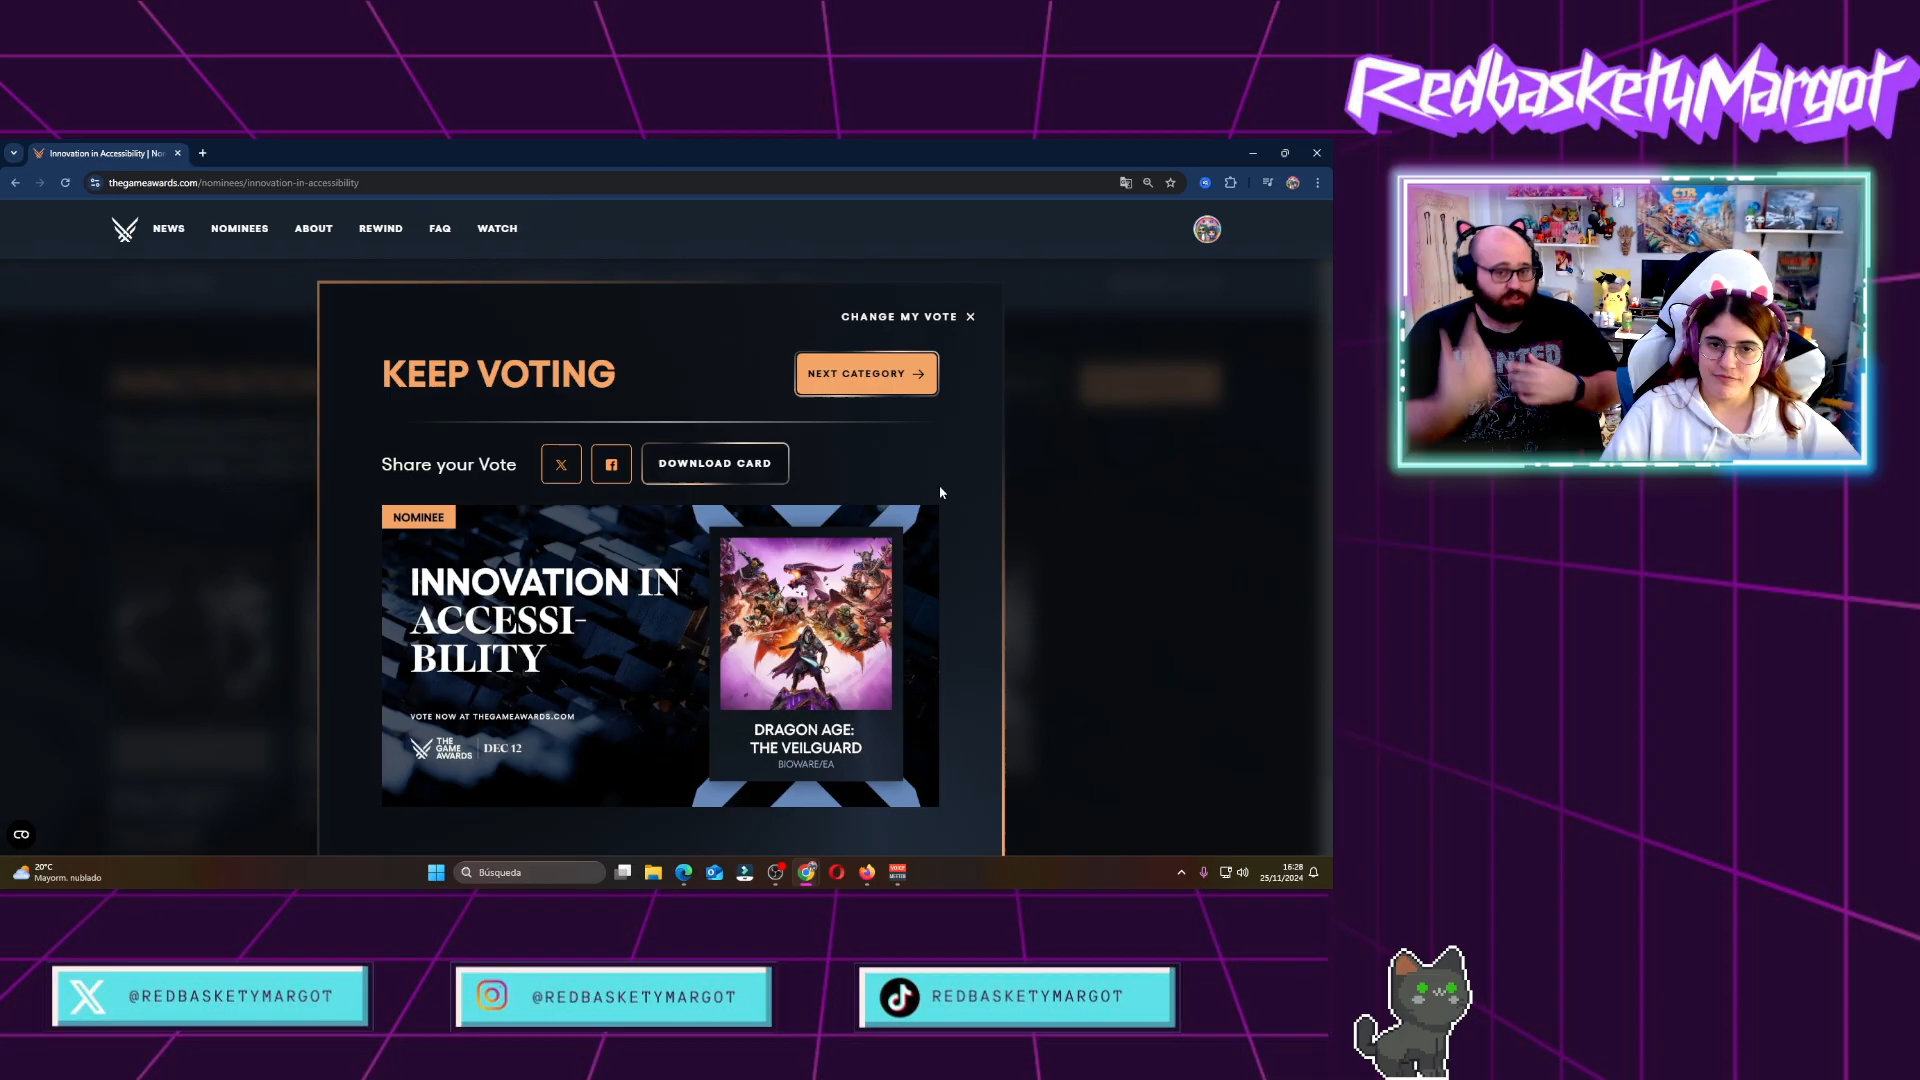 RedbasketyMargot
Innovation in Accessibility | No
thegameawards.com/nominees/innovation-in-accessibility
NEWS
NOMINEES
ABOUT
REWIND
FAQ
WATCH
CHANGE MY VOTE
KEEP VOTING
NEXT CATEGORY
Share your Vote
DOWNLOAD CARD
NOMINEE
INNOVATION IN
ACCESSI-
BILITY
VOTE NOW AT THEGAMEAWARDS.COM
THE
GAME
AWARDS
DEC 12
DRAGON AGE:
THE VEILGUARD
BIOWARE/EA
CTR
20°C
Mayorm. nublado
Búsqueda
16:28
25/11/2024
@REDBASKETYMARGOT
@REDBASKETYMARGOT
REDBASKETYMARGOT